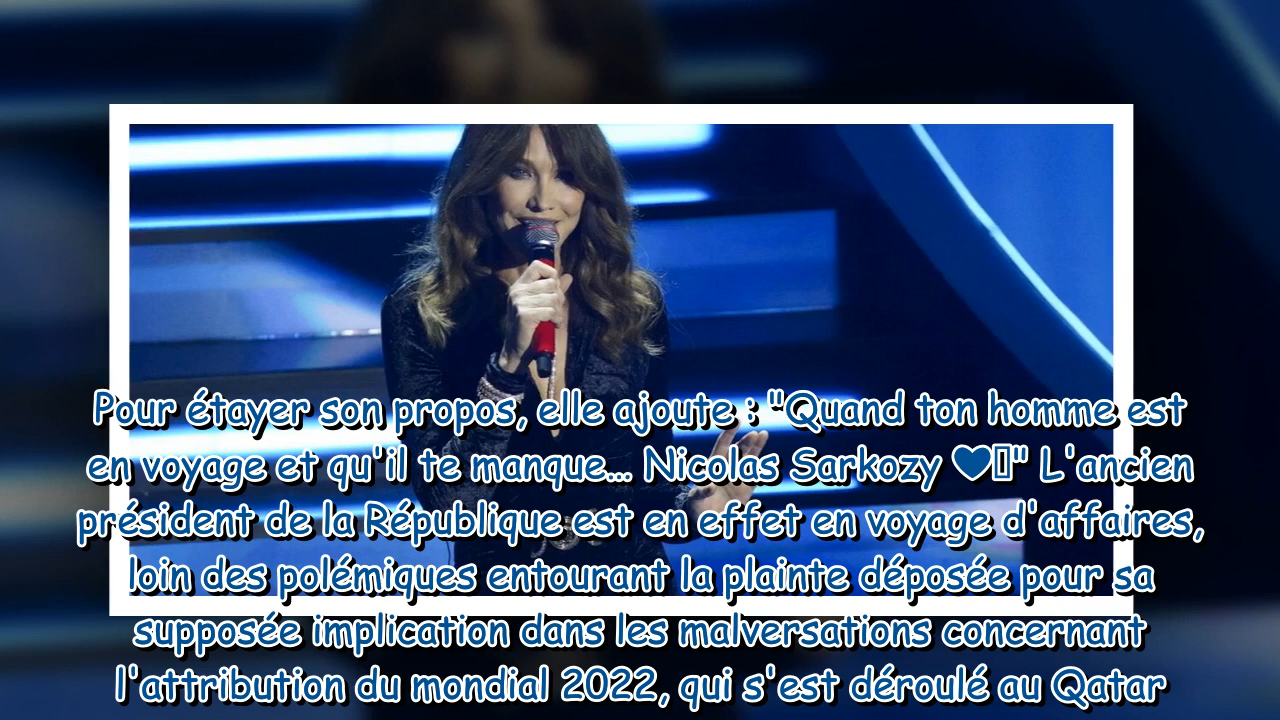 Pour étayer son propos, elle ajoute : "Quand ton homme est
en voyage et qu'il te manque... Nicolas Sarkozy 💙▯" L'ancien
président de la République est en effet en voyage d'affaires,
loin des polémiques entourant la plainte déposée pour sa
supposée implication dans les malversations concernant
l'attribution du mondial 2022, qui s'est déroulé au Qatar